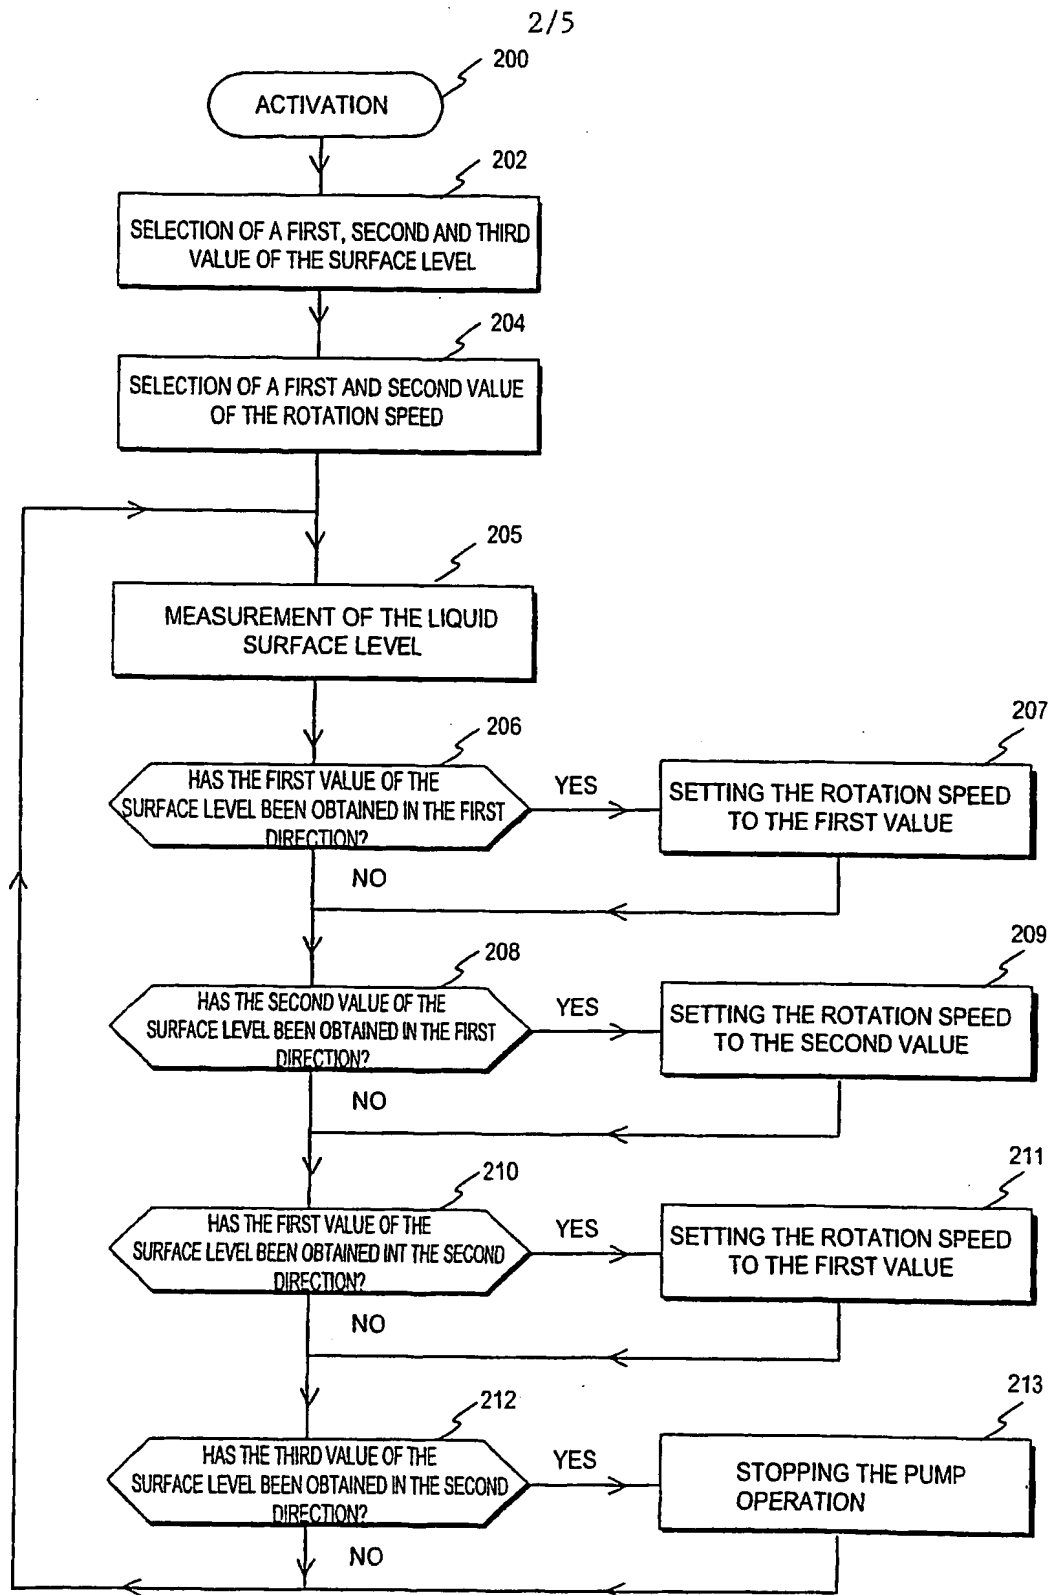 2/5
200
ACTIVATION
202
SELECTION OF A FIRST, SECOND AND THIRD
VALUE OF THE SURFACE LEVEL
204
SELECTION OF A FIRST AND SECOND VALUE
OF THE ROTATION SPEED
205
MEASUREMENT OF THE LIQUID
SURFACE LEVEL
206
HAS THE FIRST VALUE OF THE
SURFACE LEVEL BEEN OBTAINED IN THE FIRST
DIRECTION?
YES
207
SETTING THE ROTATION SPEED
TO THE FIRST VALUE
NO
208
HAS THE SECOND VALUE OF THE
SURFACE LEVEL BEEN OBTAINED IN THE FIRST
DIRECTION?
YES
209
SETTING THE ROTATION SPEED
TO THE SECOND VALUE
NO
210
HAS THE FIRST VALUE OF THE
SURFACE LEVEL BEEN OBTAINED INT THE SECOND
DIRECTION?
YES
211
SETTING THE ROTATION SPEED
TO THE FIRST VALUE
NO
212
HAS THE THIRD VALUE OF THE
SURFACE LEVEL BEEN OBTAINED IN THE SECOND
DIRECTION?
YES
213
STOPPING THE PUMP
OPERATION
NO